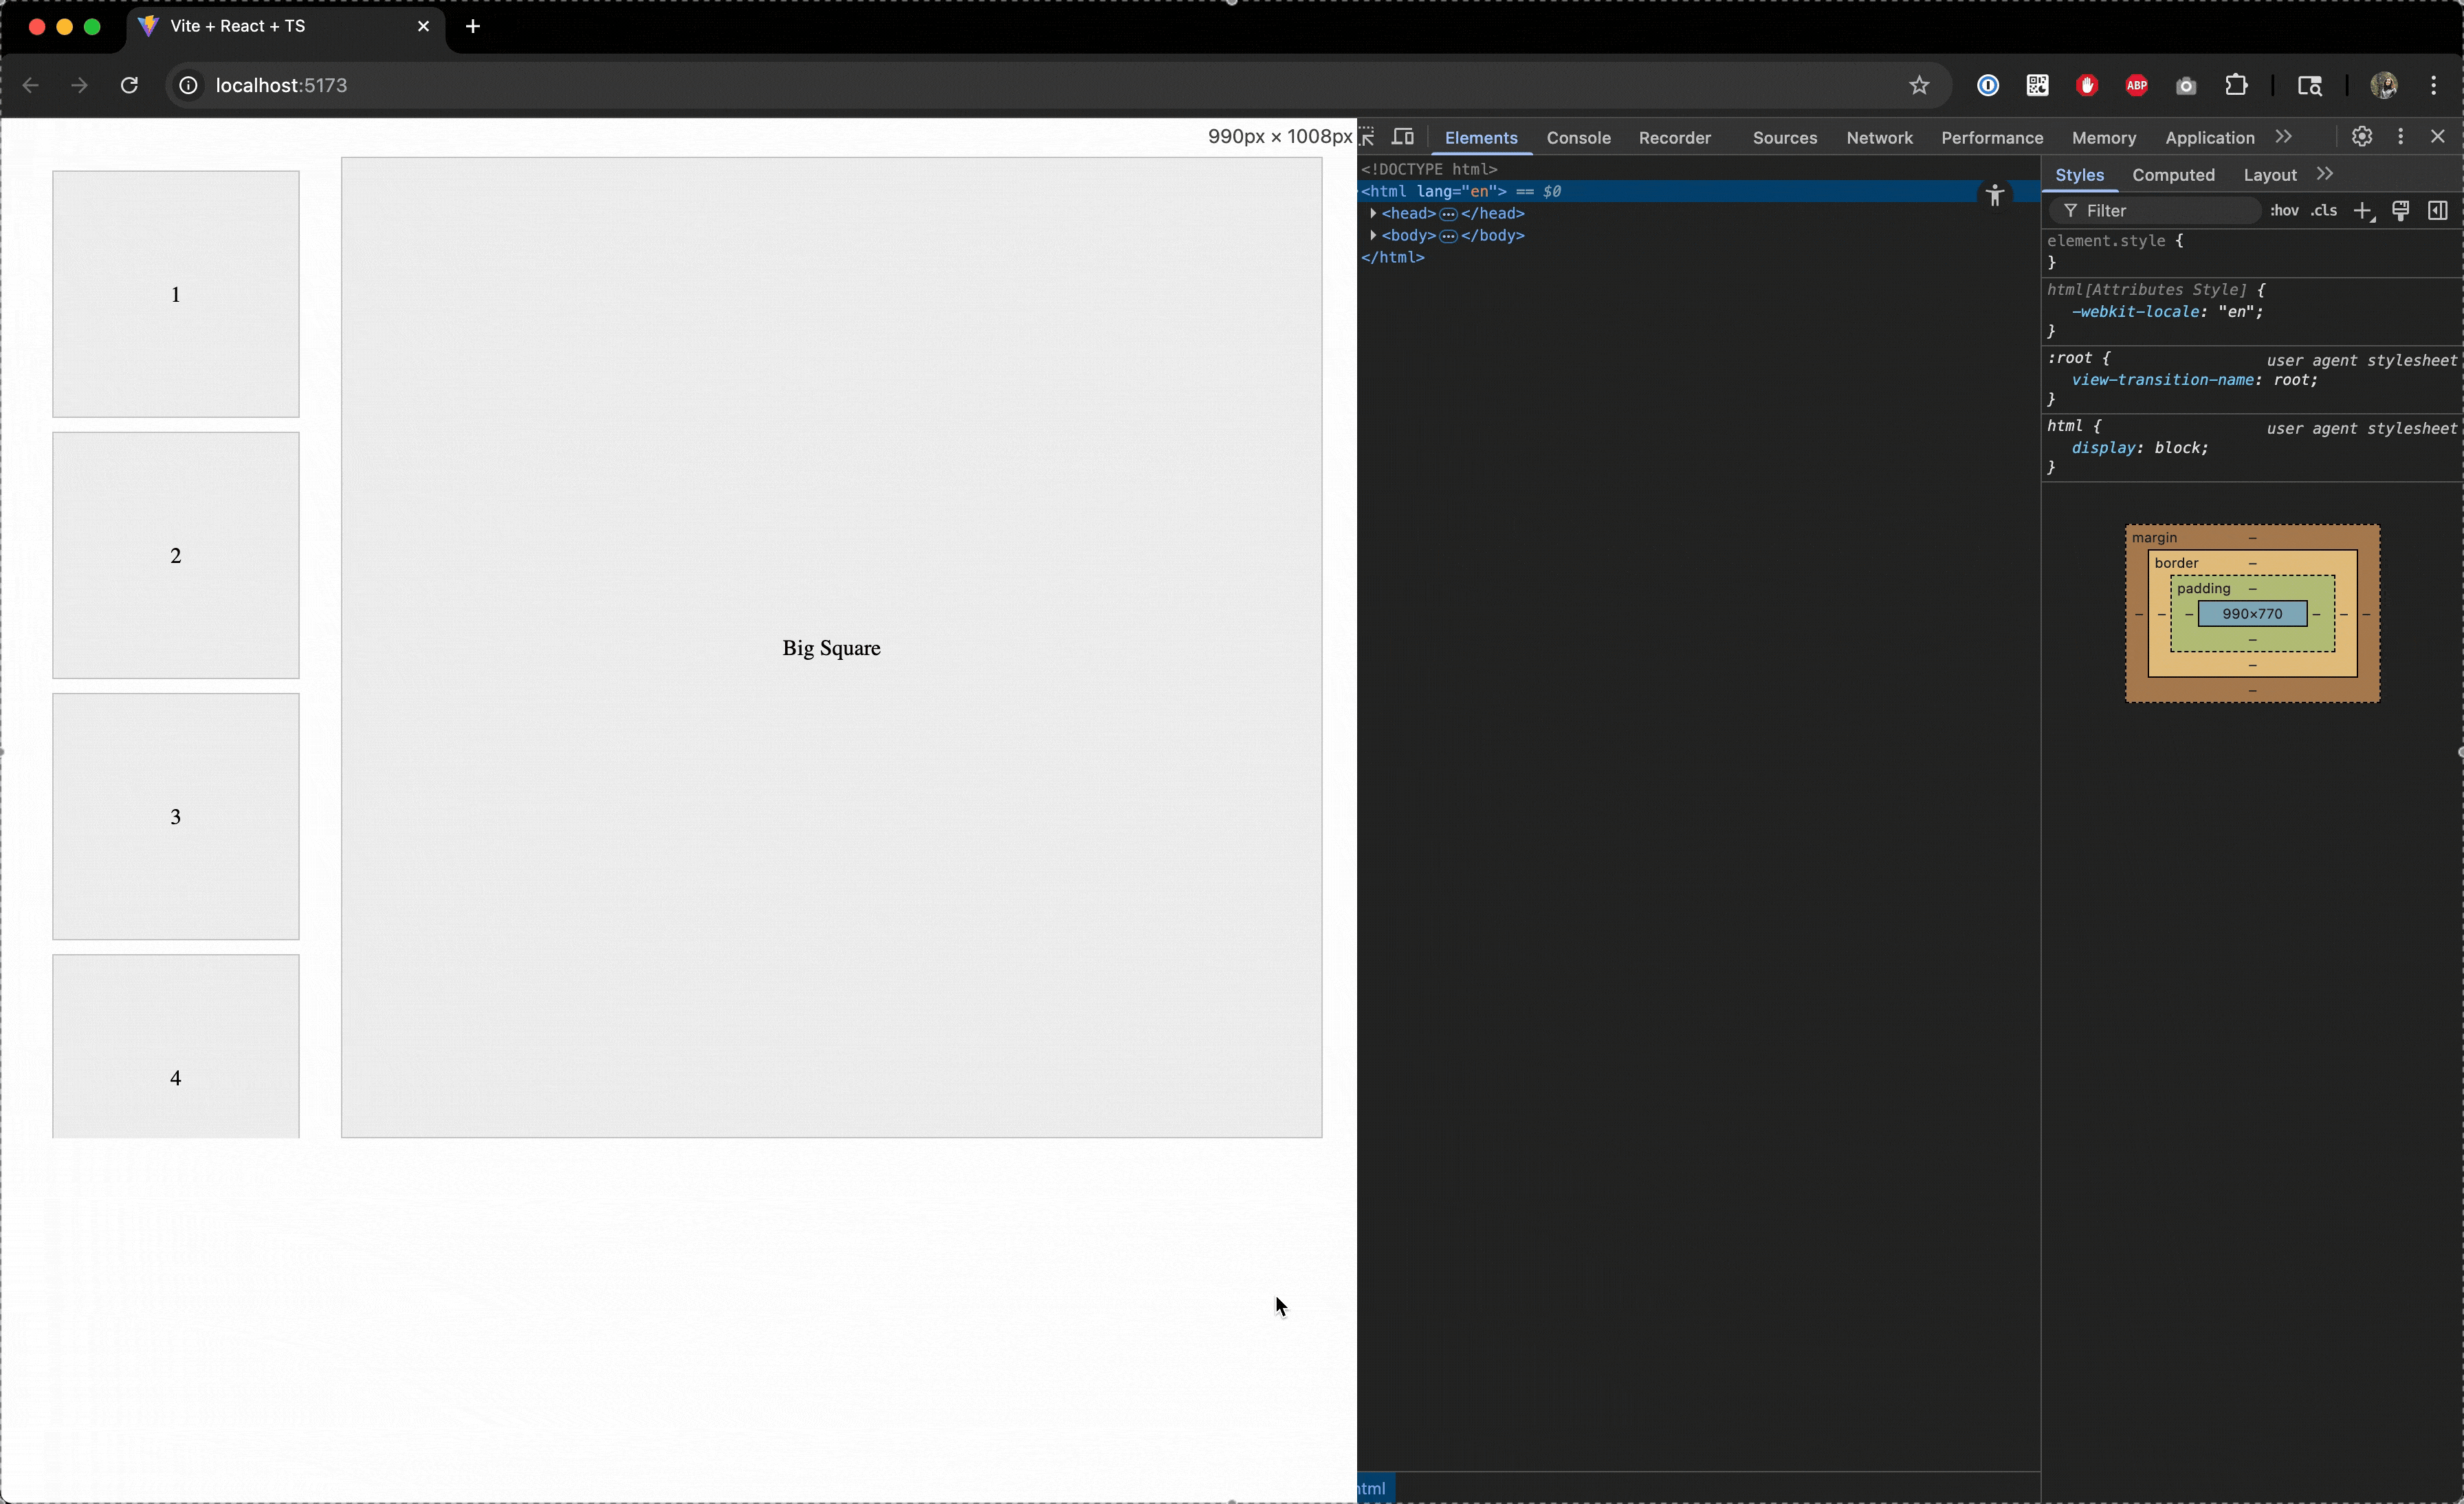 Vite + React + TS
localhost:5173
ABP
990px × 1008px
1
2
3
4
Big Square
Elements Console Recorder Sources Network Performance Memory Application
<!DOCTYPE html>
<html lang="en"> == $0
<head> ··· </head>
<body> ··· </body>
</html>
html
Styles Computed Layout
Filter :hov .cls
element.style {
}
html[Attributes Style] {
-webkit-locale: "en";
}
:root { user agent stylesheet
view-transition-name: root;
}
html { user agent stylesheet
display: block;
}
margin –
border –
padding –
– – – 990×770 – – –
–
–
–